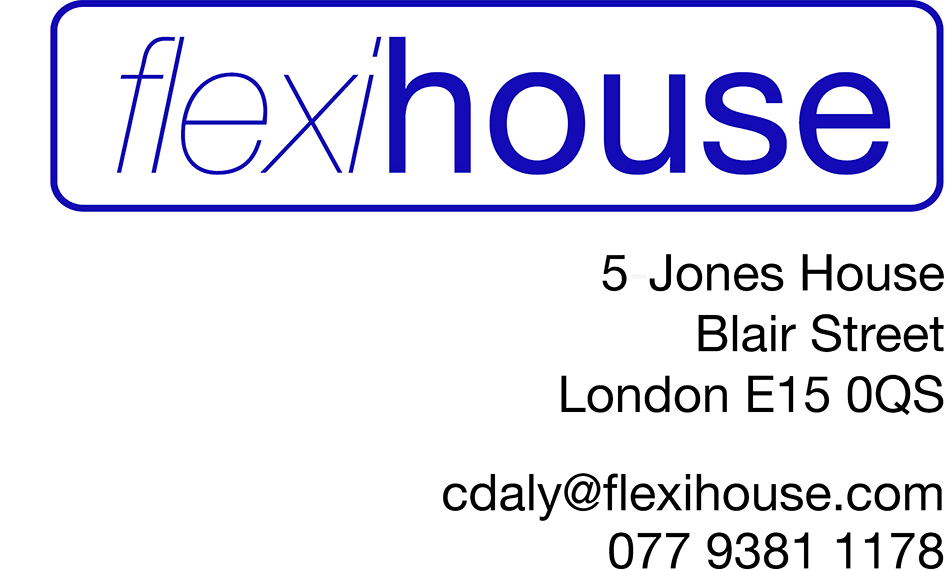 flexihouse
5 Jones House
Blair Street
London E15 0QS
cdaly@flexihouse.com
077 9381 1178